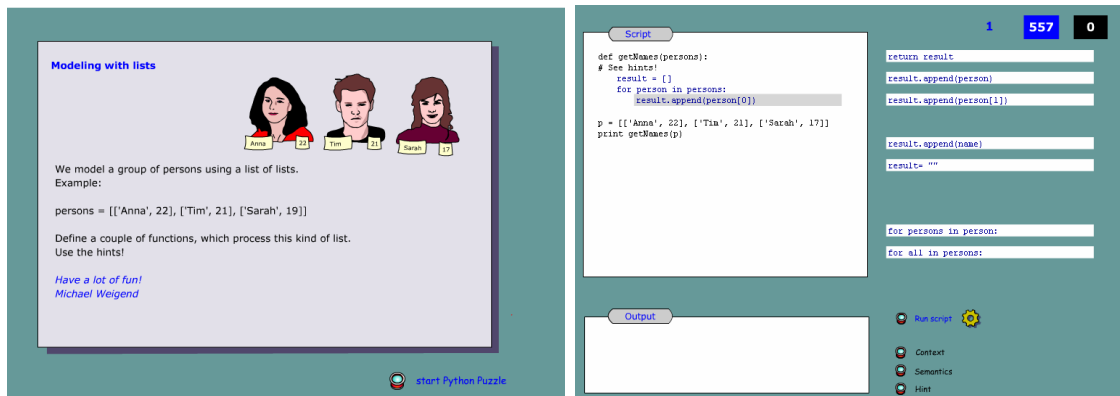 Modeling with lists
Anna
22
Tim
21
Sarah
17
We model a group of persons using a list of lists.
Example:
persons = [['Anna', 22], ['Tim', 21], ['Sarah', 19]]
Define a couple of functions, which process this kind of list.
Use the hints!
Have a lot of fun!
Michael Weigend
start Python Puzzle
1
557
0
Script
def getNames(persons):
# See hints!
result = []
for person in persons:
result.append(person[0])
p = [['Anna', 22], ['Tim', 21], ['Sarah', 17]]
print getNames(p)
return result
result.append(person)
result.append(person[1])
result.append(name)
result= ""
for persons in person:
for all in persons:
Output
Run script
Context
Semantics
Hint